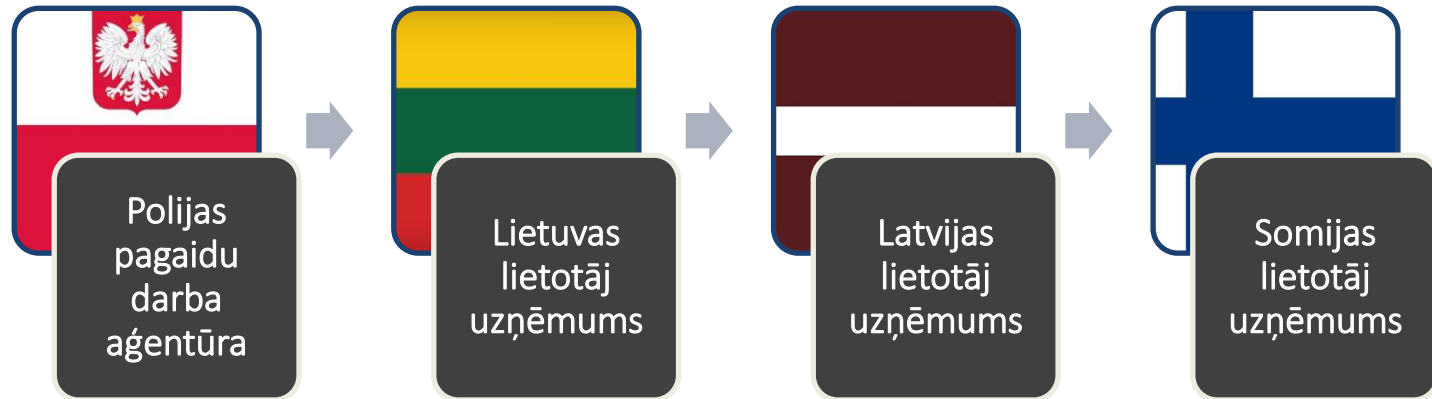 Polijas
pagaidu
darba
aģentūra
Lietuvas
lietotāj
uzņēmums
Latvijas
lietotāj
uzņēmums
Somijas
lietotāj
uzņēmums